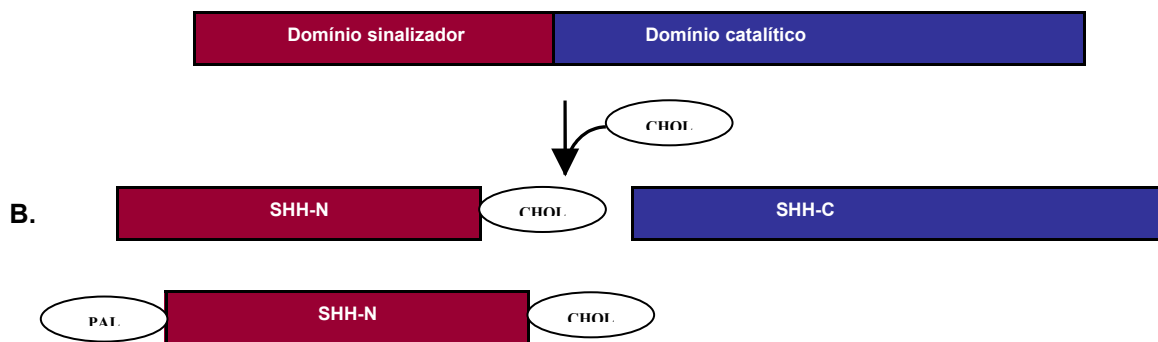 Domínio sinalizador Domínio catalítico
CHOL
B. SHH-N CHOL SHH-C
PAL SHH-N CHOL